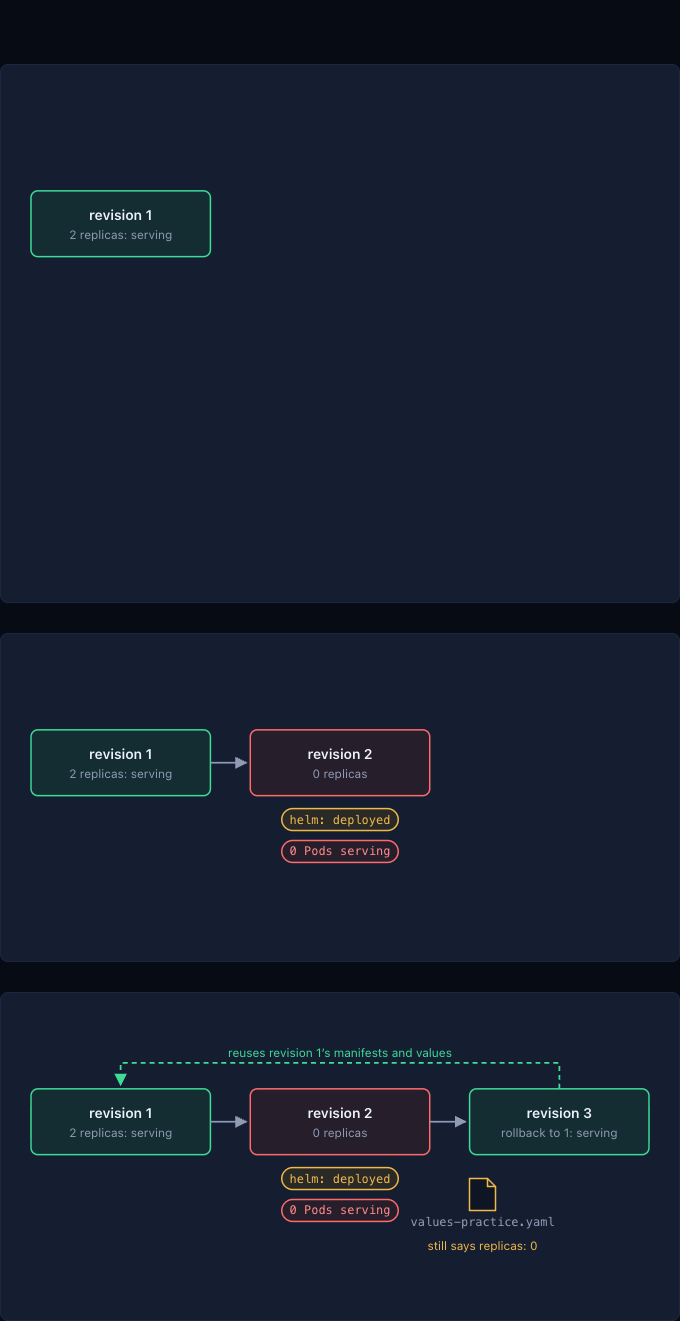 revision 1
2 replicas: serving
revision 1
2 replicas: serving
revision 2
0 replicas
helm: deployed
0 Pods serving
reuses revision 1's manifests and values
revision 1
2 replicas: serving
revision 2
0 replicas
revision 3
rollback to 1: serving
helm: deployed
0 Pods serving
values-practice.yaml
still says replicas: 0